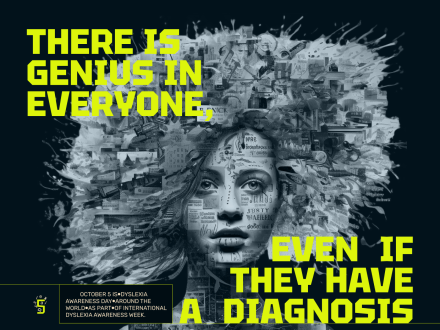 THERE IS
GENIUS IN
EVERYONE,
EVEN IF
THEY HAVE
A DIAGNOSIS
OCTOBER 5 IS●DYSLEXIA
AWARENESS DAY●AROUND THE
WORLD●AS PART●OF INTERNATIONAL
DYSLEXIA AWARENESS WEEK.